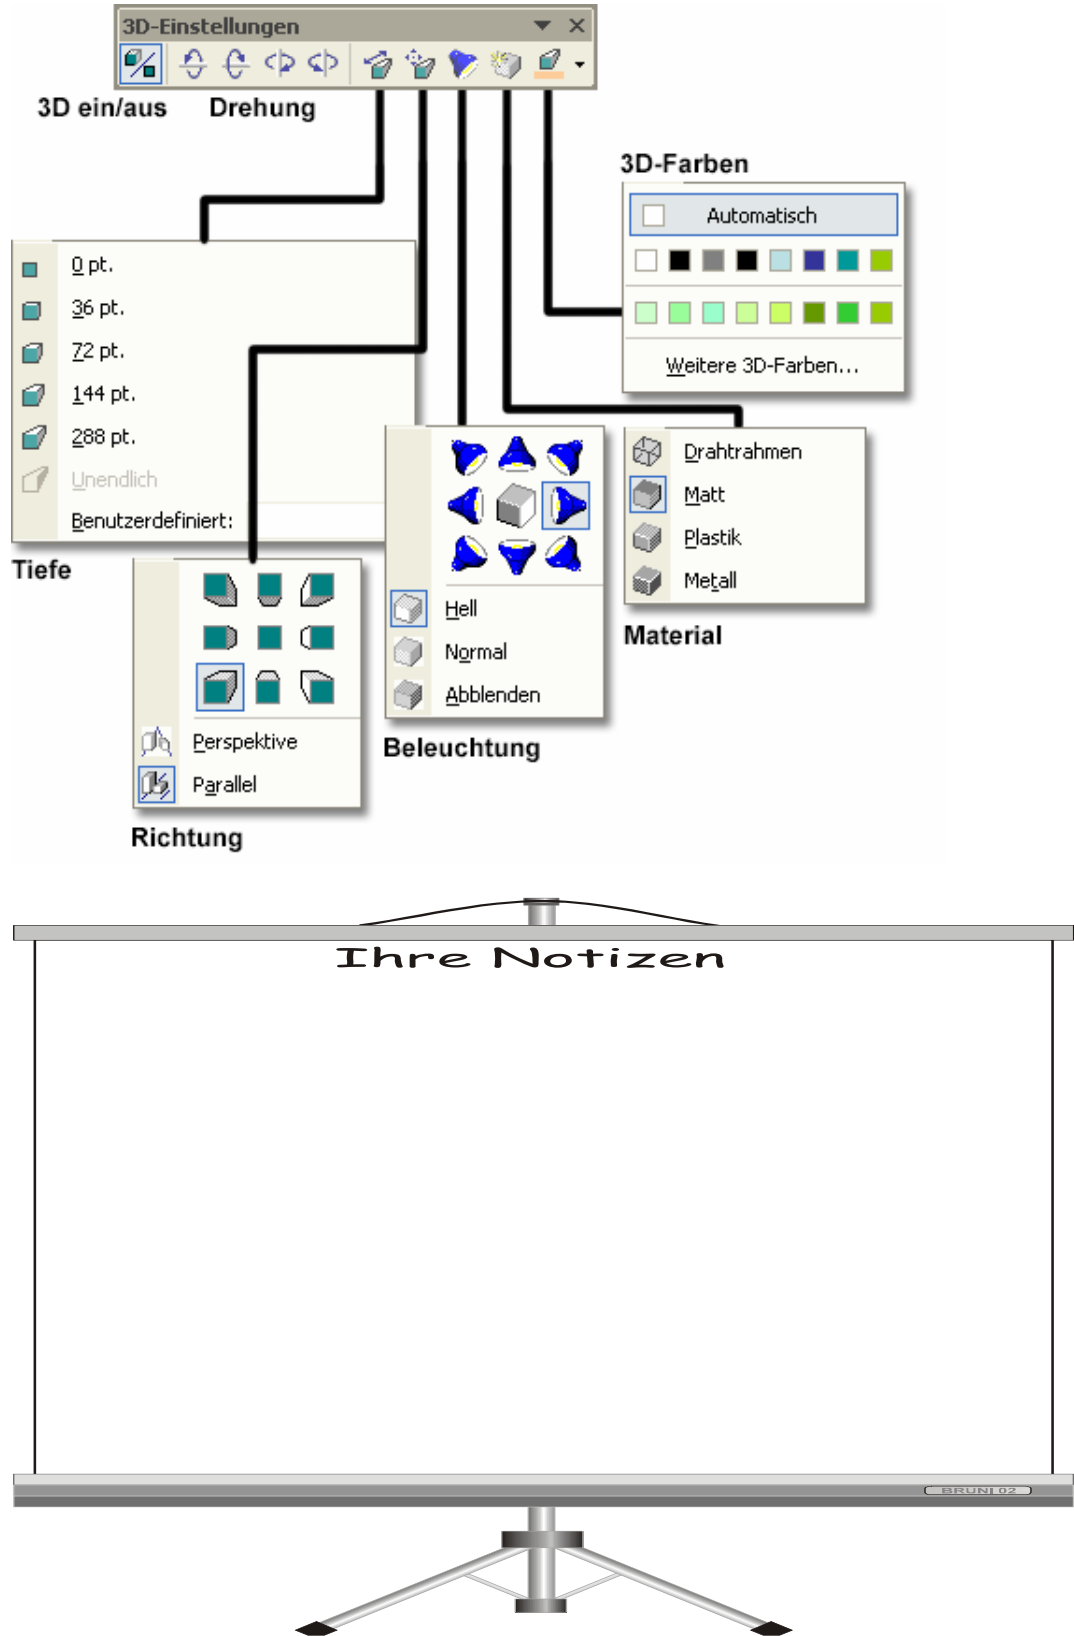 3D-Einstellungen
3D ein/aus
Drehung
3D-Farben
Automatisch
Weitere 3D-Farben...
0 pt.
36 pt.
72 pt.
144 pt.
288 pt.
Unendlich
Benutzerdefiniert:
Tiefe
Drahtrahmen
Matt
Plastik
Metall
Material
Hell
Normal
Abblenden
Beleuchtung
Perspektive
Parallel
Richtung
Ihre Notizen
BRUNI 02